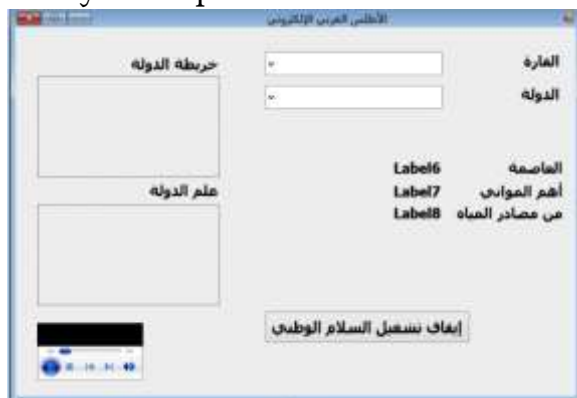 الأطلس العربي الإلكتروني
القارة
الدولة
خريطة الدولة
العاصمة Label6
أهم المواني Label7
من مصادر المياه Label8
علم الدولة
إيقاف تشغيل السلام الوطني